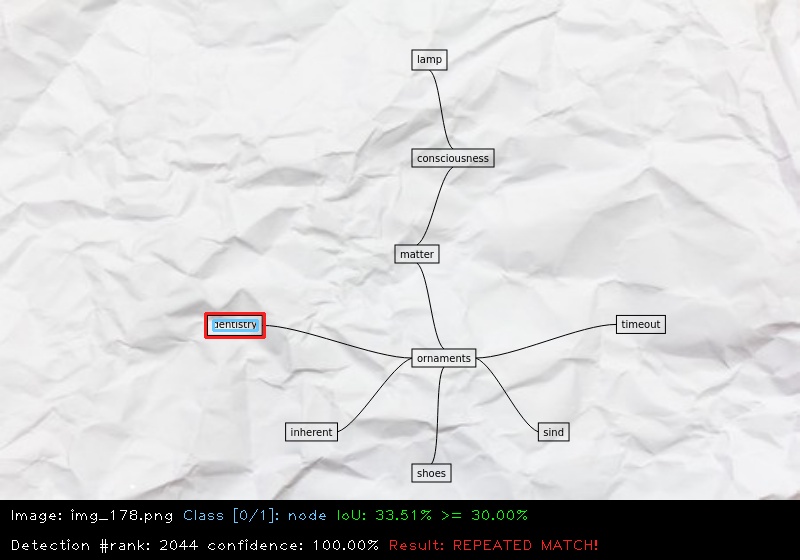 lamp
consciousness
matter
dentistry
timeout
ornaments
inherent
sind
shoes
Image: img_178.png Class [0/1]: node IoU: 33.51% >= 30.00%
Detection #rank: 2044 confidence: 100.00% Result: REPEATED MATCH!